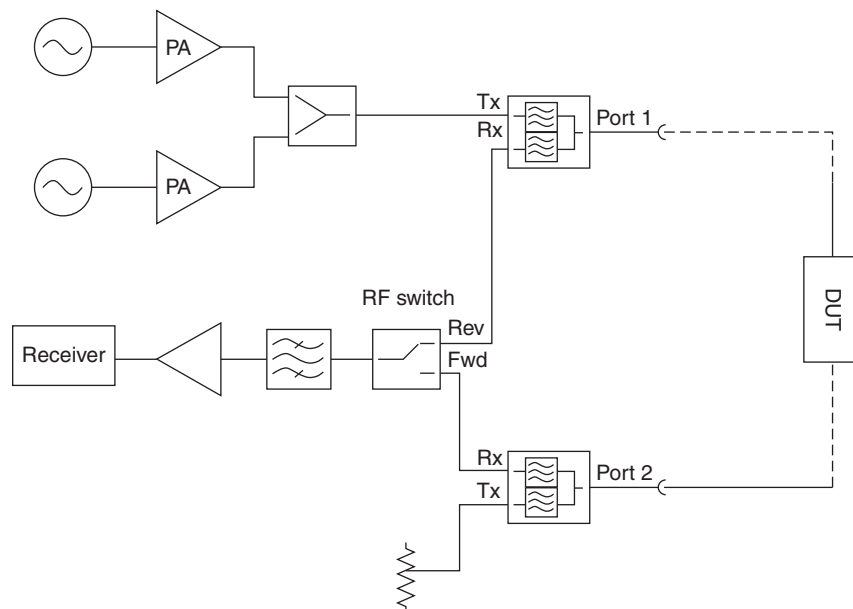 PA
Tx
Rx
Port 1
PA
RF switch
Rev
Fwd
Receiver
DUT
Rx
Tx
Port 2